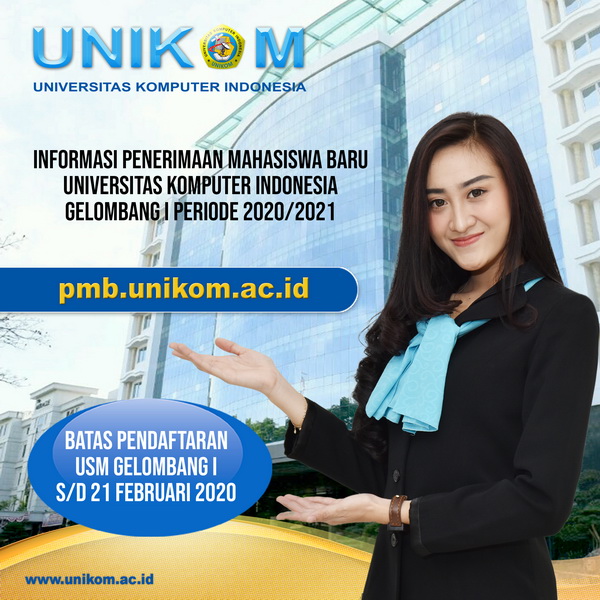 UNIKOM
UNIVERSITAS KOMPUTER INDONESIA
INFORMASI PENERIMAAN MAHASISWA BARU
UNIVERSITAS KOMPUTER INDONESIA
GELOMBANG I PERIODE 2020/2021
pmb.unikom.ac.id
BATAS PENDAFTARAN
USM GELOMBANG I
S/D 21 FEBRUARI 2020
www.unikom.ac.id